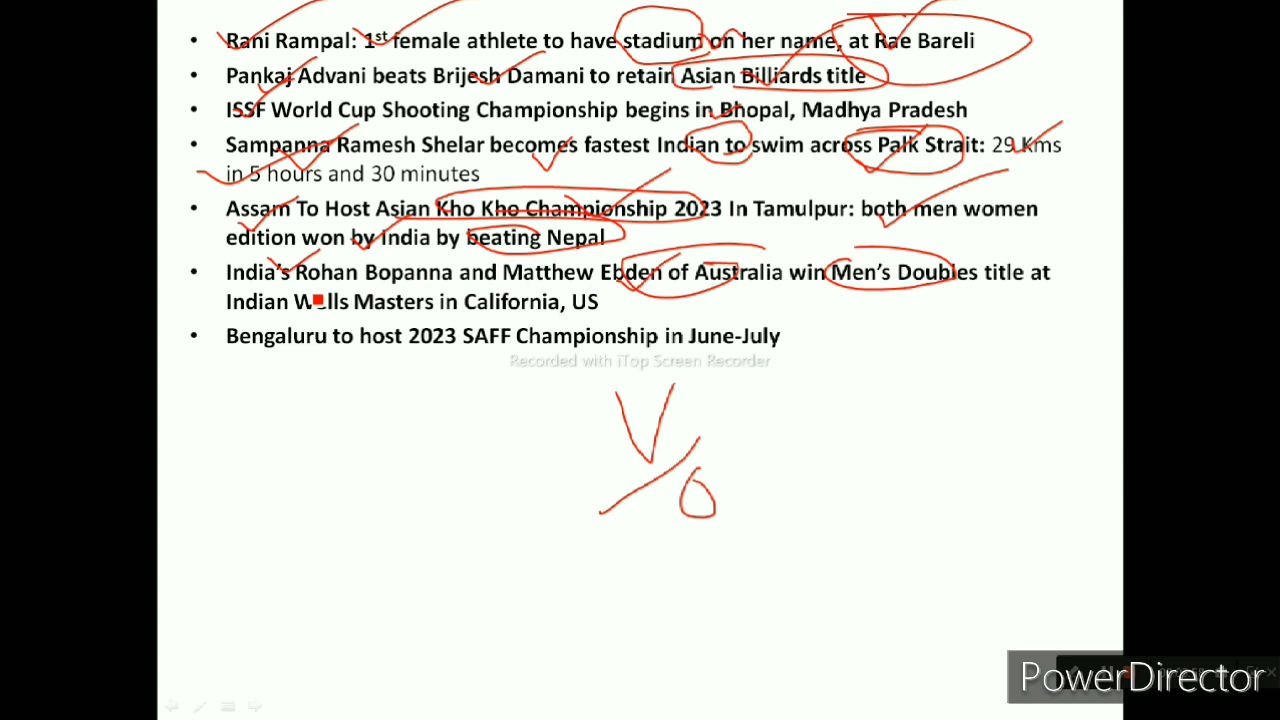 • Rani Rampal: 1st female athlete to have stadium on her name, at Rae Bareli
• Pankaj Advani beats Brijesh Damani to retain Asian Billiards title
• ISSF World Cup Shooting Championship begins in Bhopal, Madhya Pradesh
• Sampanna Ramesh Shelar becomes fastest Indian to swim across Palk Strait: 29 Kms
in 5 hours and 30 minutes
• Assam To Host Asian Kho Kho Championship 2023 In Tamulpur: both men women
edition won by India by beating Nepal
• India's Rohan Bopanna and Matthew Ebden of Australia win Men's Doubles title at
Indian Wells Masters in California, US
• Bengaluru to host 2023 SAFF Championship in June-July
Recorded with iTop Screen Recorder
PowerDirector